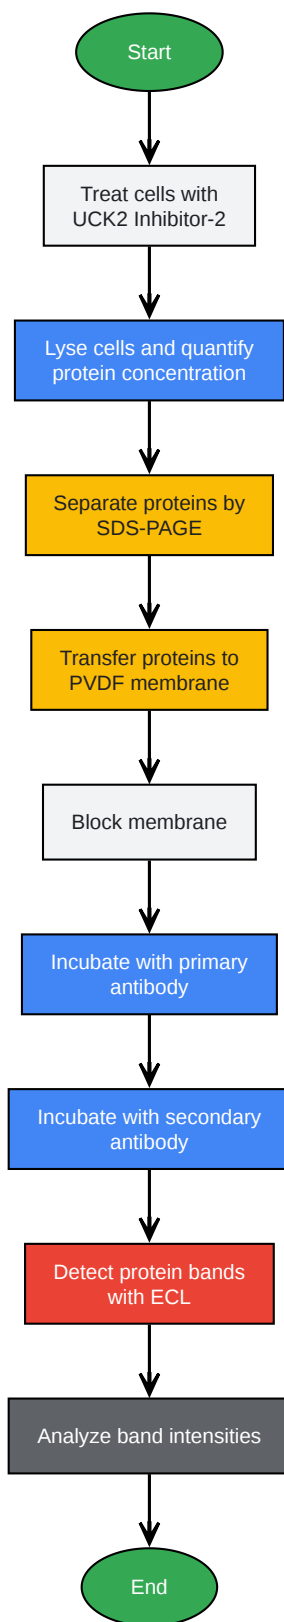 Start
Treat cells with
UCK2 Inhibitor-2
Lyse cells and quantify
protein concentration
Separate proteins by
SDS-PAGE
Transfer proteins to
PVDF membrane
Block membrane
Incubate with primary
antibody
Incubate with secondary
antibody
Detect protein bands
with ECL
Analyze band intensities
End